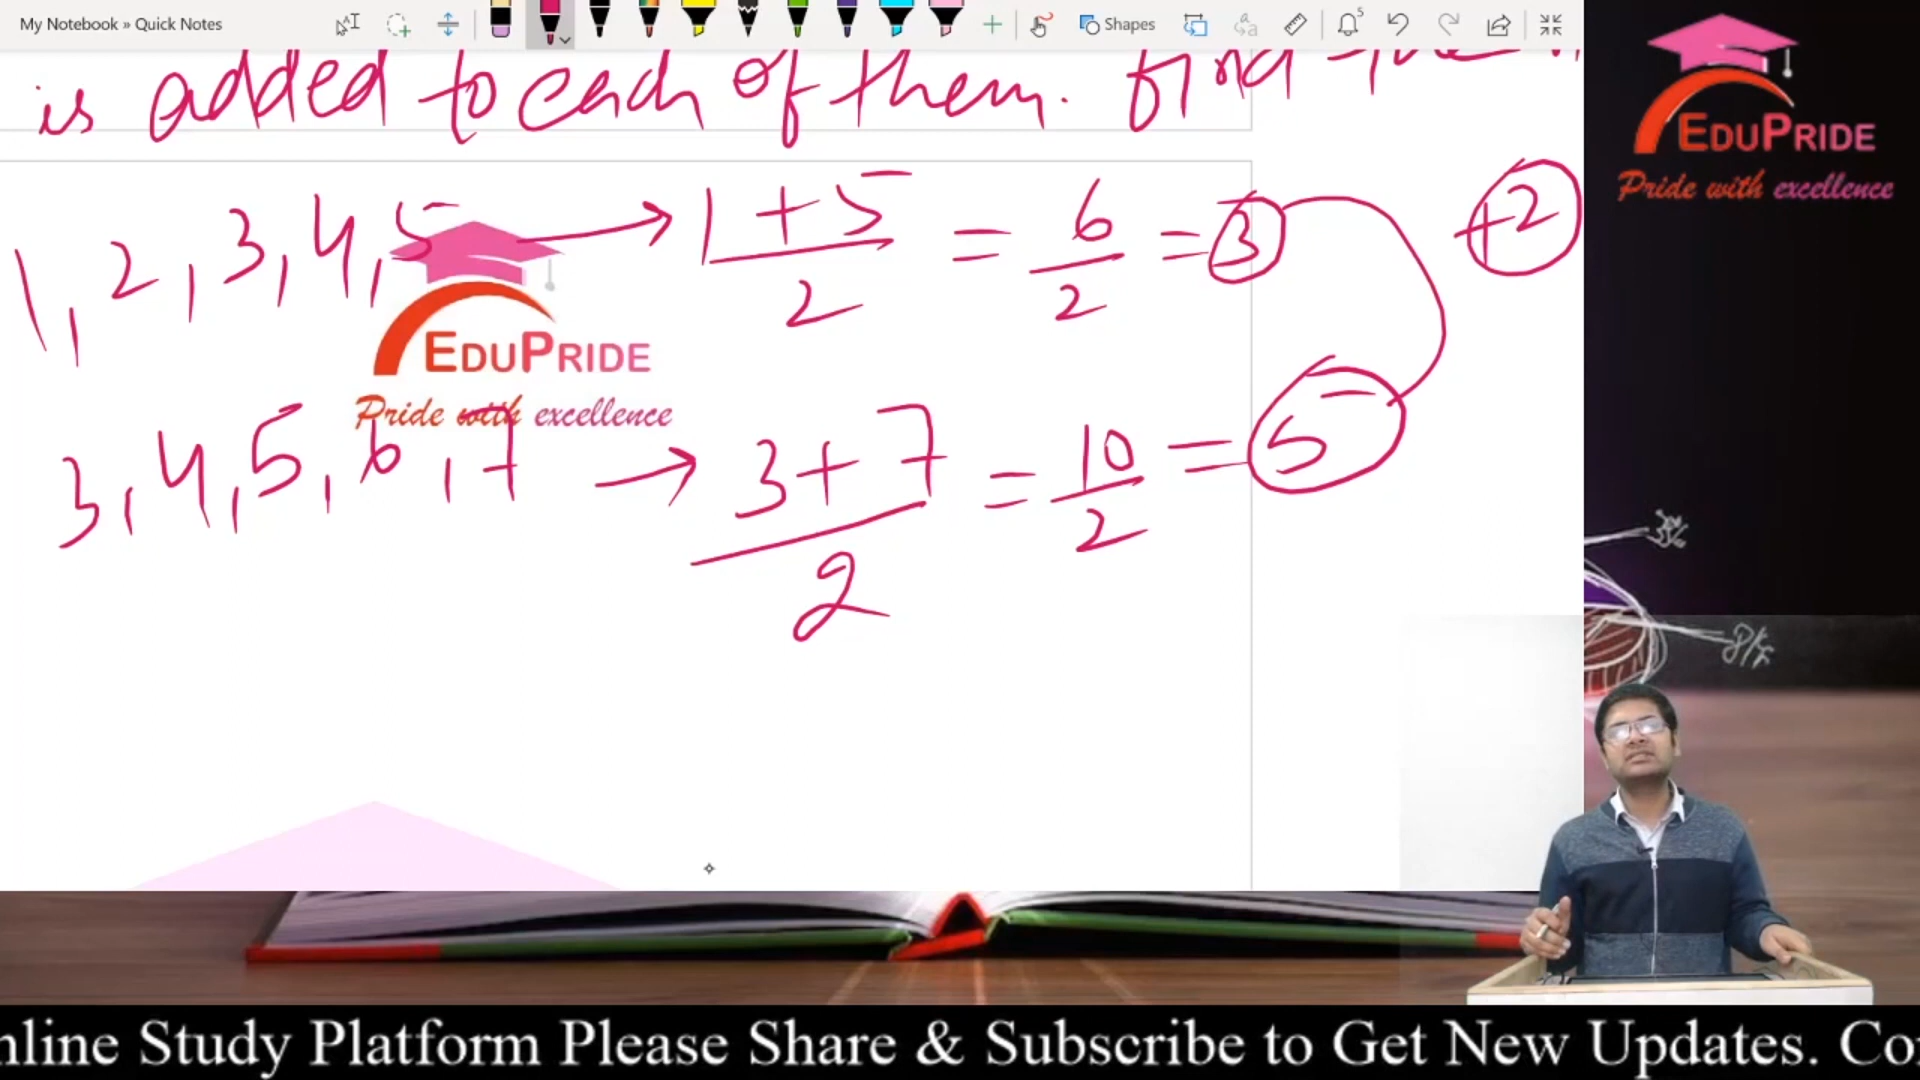 My Notebook » Quick Notes
Shapes
5
is added to each of them. find the
1, 2, 3, 4, 5 → 1 + 5 / 2 = 6 / 2 = 3
+2
EDUPRIDE
Pride with excellence
3, 4, 5, 6, 7 → 3 + 7 / 2 = 10 / 2 = 5
EDUPRIDE
Pride with excellence
nline Study Platform Please Share & Subscribe to Get New Updates. Co